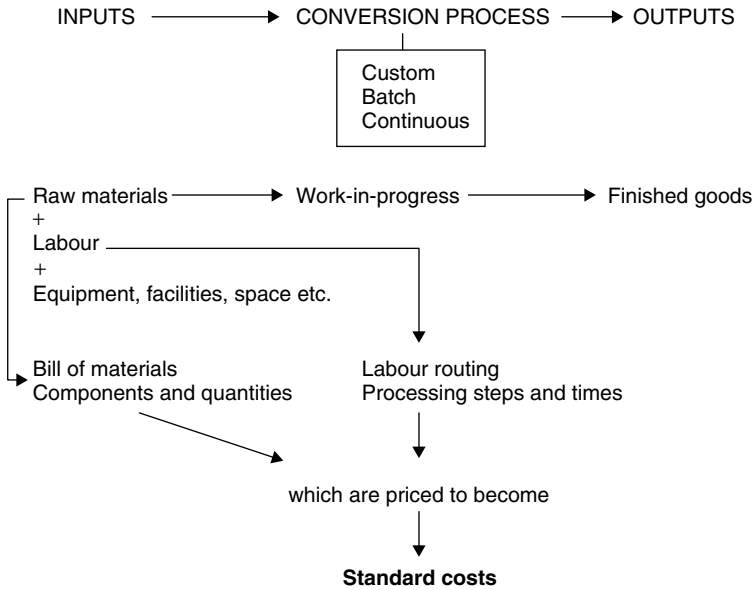 INPUTS CONVERSION PROCESS OUTPUTS
Custom
Batch
Continuous
Raw materials Work-in-progress Finished goods
+
Labour
+
Equipment, facilities, space etc.
Bill of materials
Components and quantities
Labour routing
Processing steps and times
which are priced to become
Standard costs